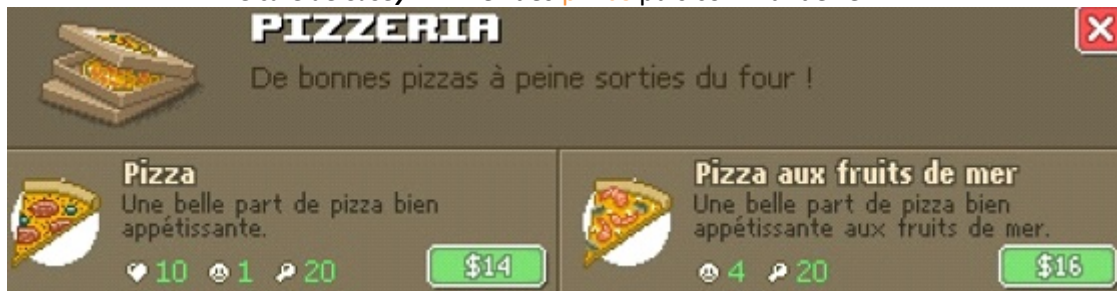 PIZZERIA
De bonnes pizzas à peine sorties du four !
Pizza
Une belle part de pizza bien
appétissante.
10 1 20
$14
Pizza aux fruits de mer
Une belle part de pizza bien
appétissante aux fruits de mer.
4 20
$16